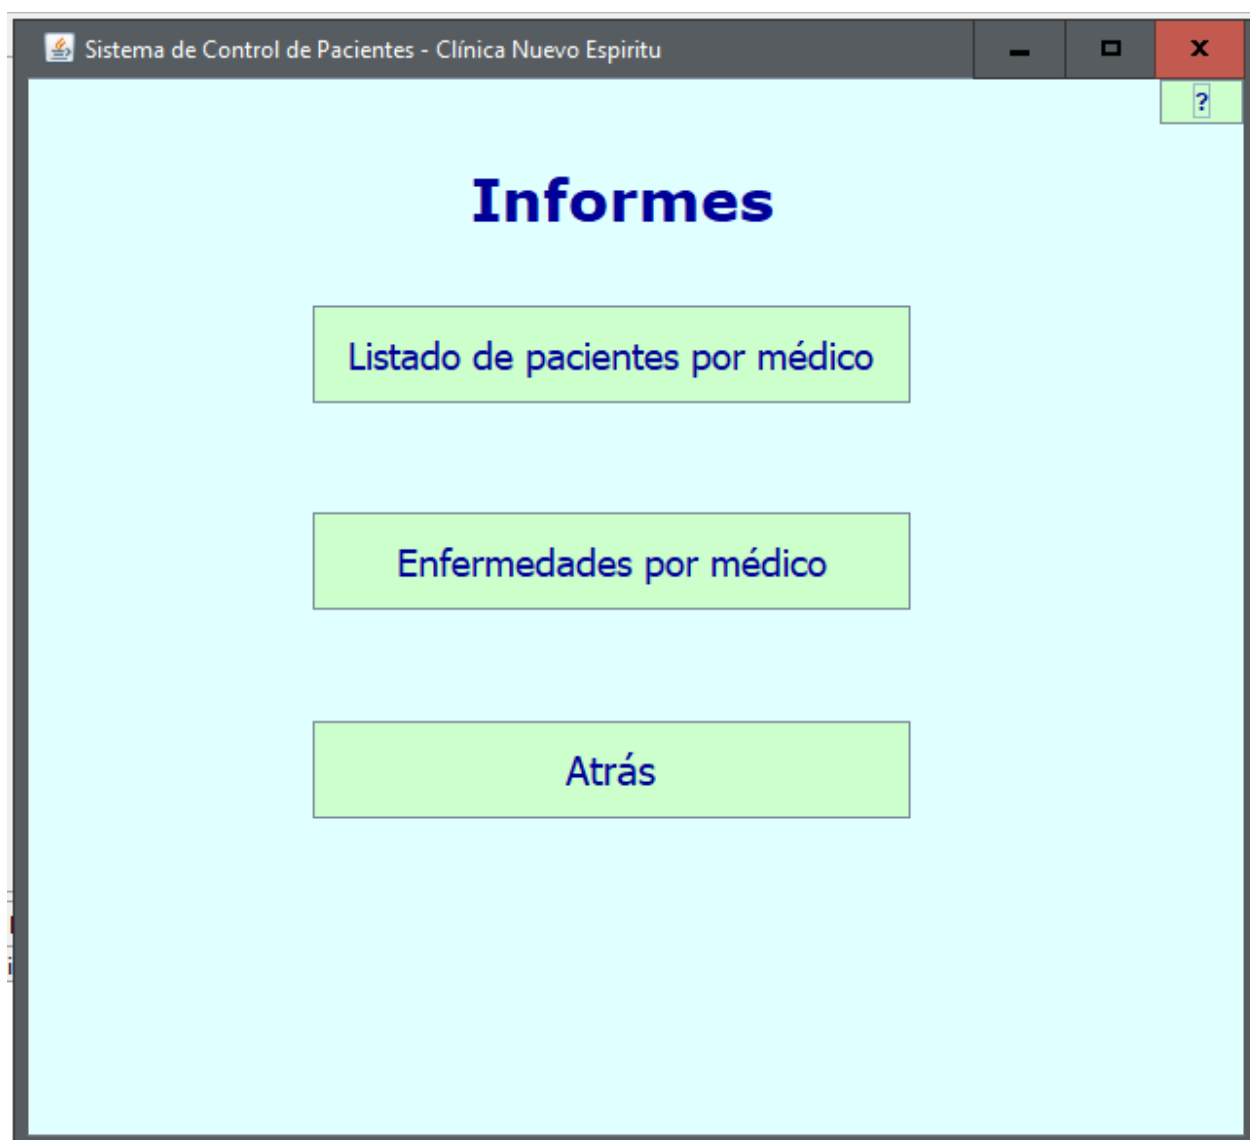 Sistema de Control de Pacientes - Clínica Nuevo Espiritu
?
Informes
Listado de pacientes por médico
Enfermedades por médico
Atrás